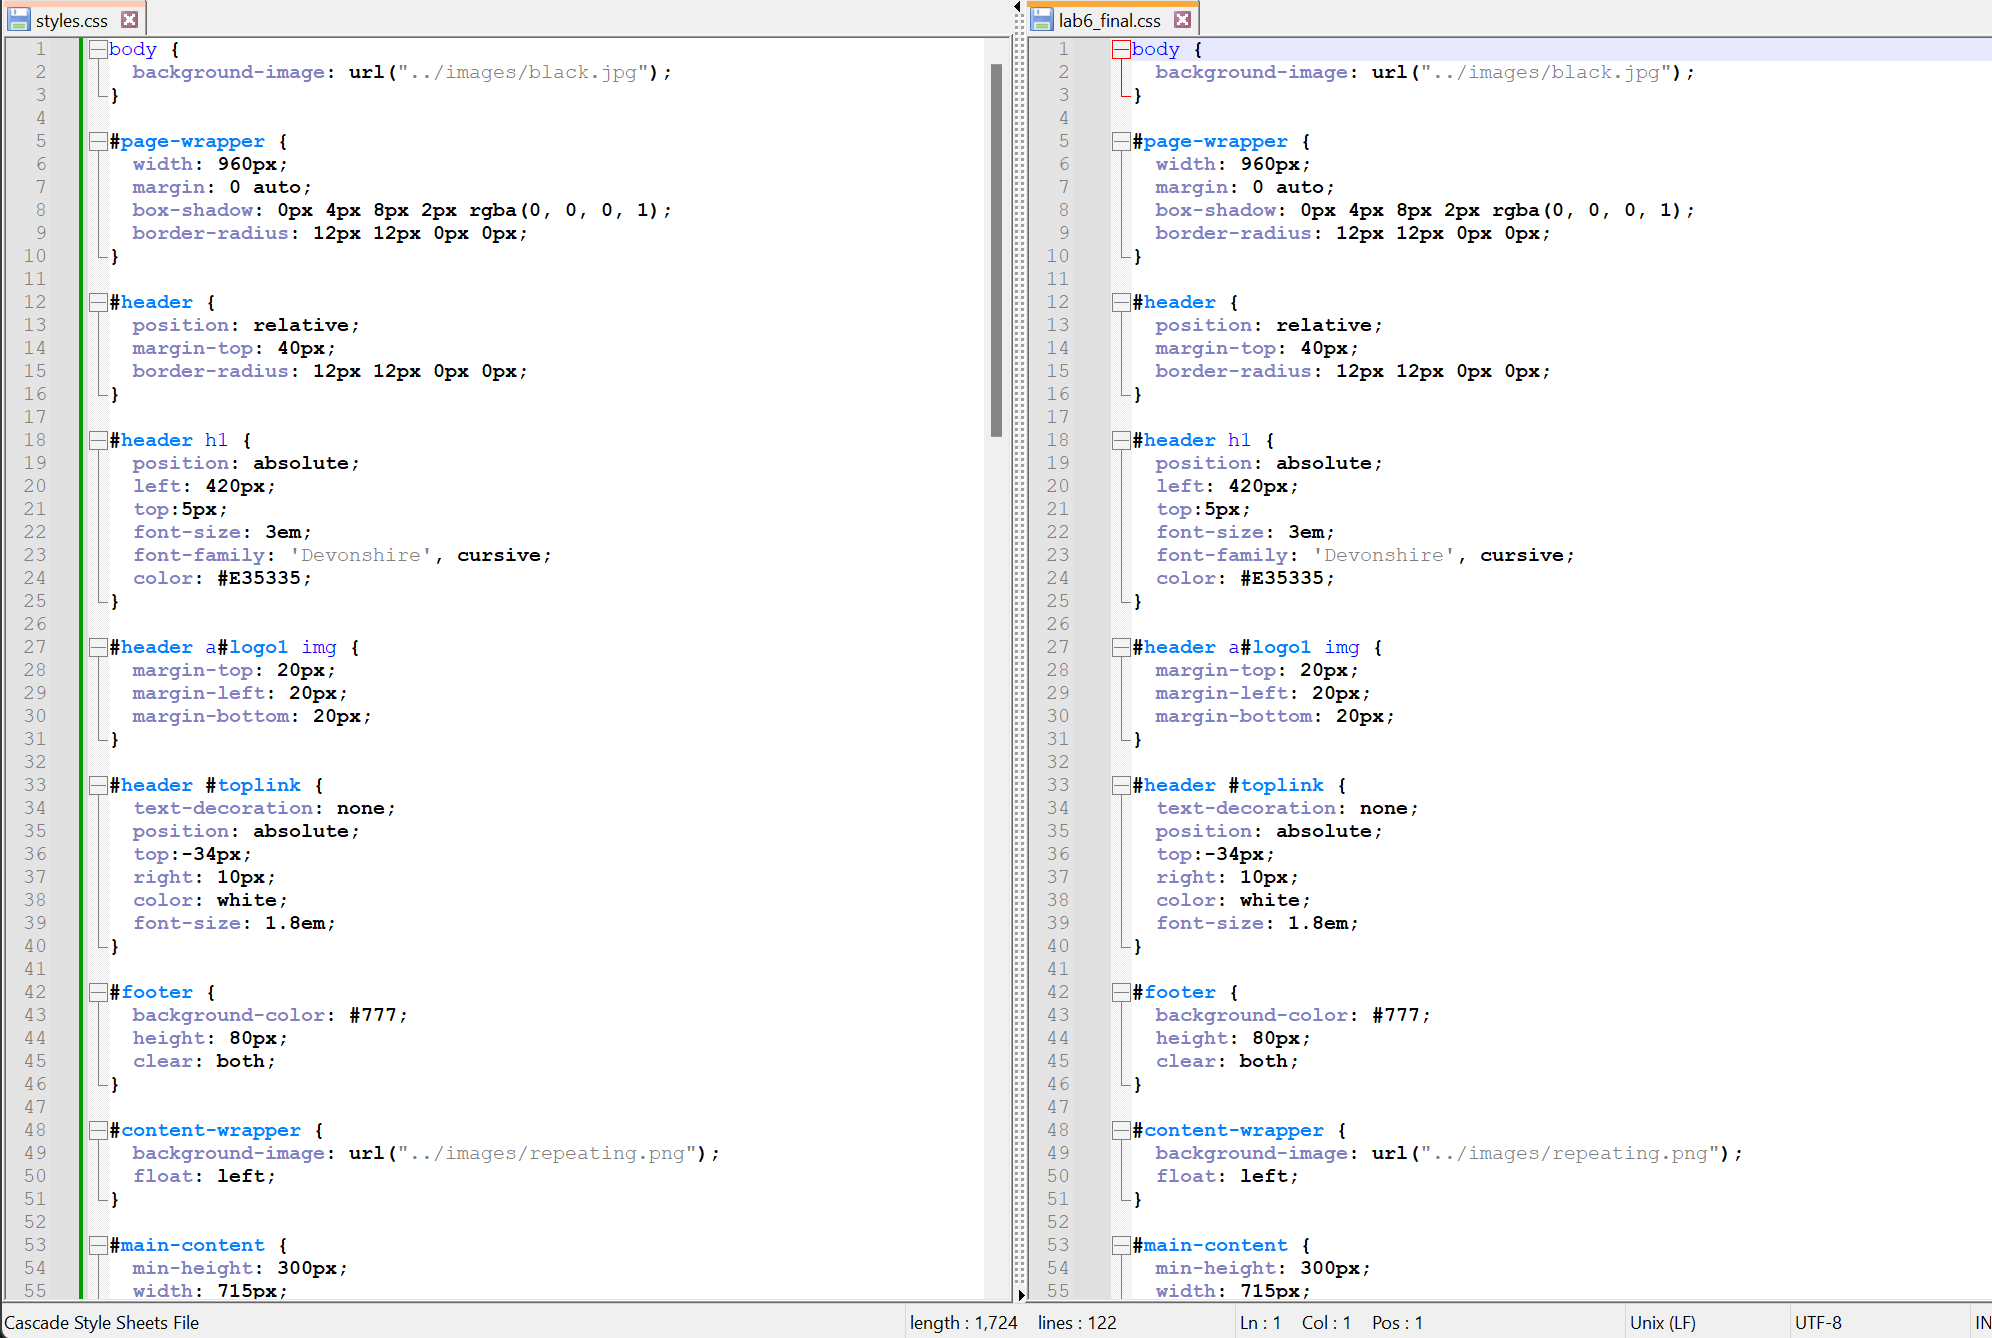 styles.css
1 body {
2 background-image: url("../images/black.jpg");
3 }
4
5 #page-wrapper {
6 width: 960px;
7 margin: 0 auto;
8 box-shadow: 0px 4px 8px 2px rgba(0, 0, 0, 1);
9 border-radius: 12px 12px 0px 0px;
10 }
11
12 #header {
13 position: relative;
14 margin-top: 40px;
15 border-radius: 12px 12px 0px 0px;
16 }
17
18 #header h1 {
19 position: absolute;
20 left: 420px;
21 top:5px;
22 font-size: 3em;
23 font-family: 'Devonshire', cursive;
24 color: #E35335;
25 }
26
27 #header a#logo1 img {
28 margin-top: 20px;
29 margin-left: 20px;
30 margin-bottom: 20px;
31 }
32
33 #header #toplink {
34 text-decoration: none;
35 position: absolute;
36 top:-34px;
37 right: 10px;
38 color: white;
39 font-size: 1.8em;
40 }
41
42 #footer {
43 background-color: #777;
44 height: 80px;
45 clear: both;
46 }
47
48 #content-wrapper {
49 background-image: url("../images/repeating.png");
50 float: left;
51 }
52
53 #main-content {
54 min-height: 300px;
55 width: 715px;
lab6_final.css
1 body {
2 background-image: url("../images/black.jpg");
3 }
4
5 #page-wrapper {
6 width: 960px;
7 margin: 0 auto;
8 box-shadow: 0px 4px 8px 2px rgba(0, 0, 0, 1);
9 border-radius: 12px 12px 0px 0px;
10 }
11
12 #header {
13 position: relative;
14 margin-top: 40px;
15 border-radius: 12px 12px 0px 0px;
16 }
17
18 #header h1 {
19 position: absolute;
20 left: 420px;
21 top:5px;
22 font-size: 3em;
23 font-family: 'Devonshire', cursive;
24 color: #E35335;
25 }
26
27 #header a#logo1 img {
28 margin-top: 20px;
29 margin-left: 20px;
30 margin-bottom: 20px;
31 }
32
33 #header #toplink {
34 text-decoration: none;
35 position: absolute;
36 top:-34px;
37 right: 10px;
38 color: white;
39 font-size: 1.8em;
40 }
41
42 #footer {
43 background-color: #777;
44 height: 80px;
45 clear: both;
46 }
47
48 #content-wrapper {
49 background-image: url("../images/repeating.png");
50 float: left;
51 }
52
53 #main-content {
54 min-height: 300px;
55 width: 715px;
Cascade Style Sheets File length : 1,724 lines : 122 Ln : 1 Col : 1 Pos : 1 Unix (LF) UTF-8 IN